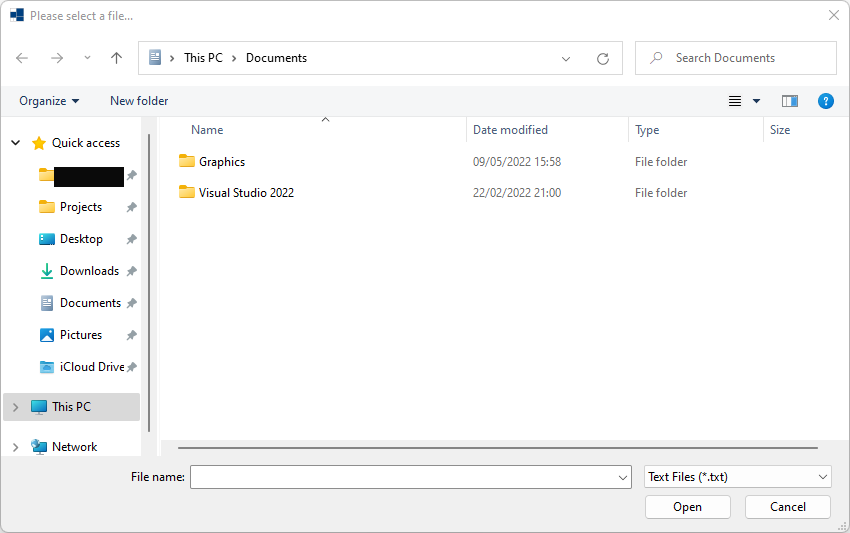 Please select a file...
This PC Documents
Search Documents
Organize New folder
Name Date modified Type Size
Quick access
Projects
Desktop
Downloads
Documents
Pictures
iCloud Drive
This PC
Network
Graphics 09/05/2022 15:58 File folder
Visual Studio 2022 22/02/2022 21:00 File folder
File name: Text Files (*.txt)
Open Cancel